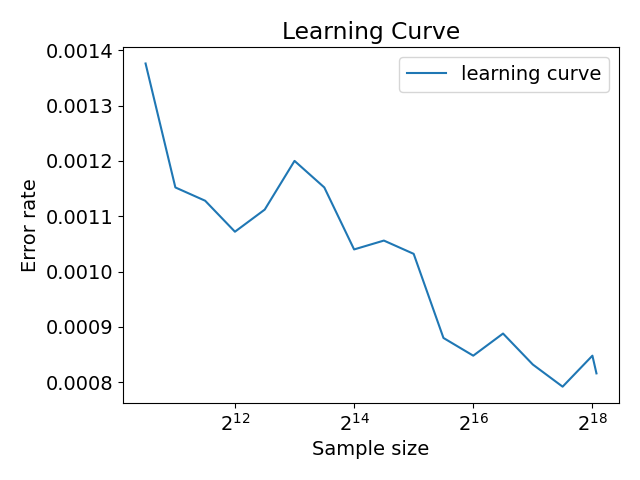 Learning Curve
learning curve
0.0014
0.0013
0.0012
0.0011
0.0010
0.0009
0.0008
Error rate
2^12 2^14 2^16 2^18
Sample size